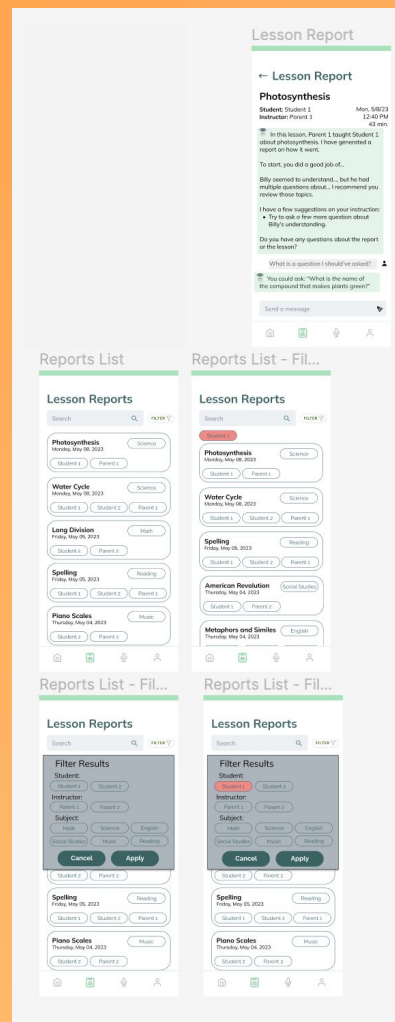 Lesson Report
← Lesson Report
Photosynthesis
Student: Student 1 Mon, 5/8/23
Instructor: Parent 1 12:40 PM
43 min.
In this lesson, Parent 1 taught Student 1
about photosynthesis. I have generated a
report on how it went.
To start, you did a good job of...
Billy seemed to understand..., but he had
multiple questions about... I recommend you
review those topics.
I have a few suggestions on your instruction:
• Try to ask a few more question about
Billy's understanding.
Do you have any questions about the report
or the lesson?
What is a question I should've asked?
You could ask: "What is the name of
the compound that makes plants green?"
Send a message
Reports List
Lesson Reports
Search FILTER
Photosynthesis Science
Monday, May 08, 2023
Student 1 Parent 1
Water Cycle Science
Monday, May 08, 2023
Student 1 Student 2 Parent 1
Long Division Math
Friday, May 05, 2023
Student 2 Parent 2
Spelling Reading
Friday, May 05, 2023
Student 1 Student 2 Parent 1
Piano Scales Music
Thursday, May 04, 2023
Student 2 Parent 2
Reports List - Fil...
Lesson Reports
Search FILTER
Student 1
Photosynthesis Science
Monday, May 08, 2023
Student 1 Parent 1
Water Cycle Science
Monday, May 08, 2023
Student 1 Student 2 Parent 1
Spelling Reading
Friday, May 05, 2023
Student 1 Student 2 Parent 1
American Revolution Social Studies
Thursday, May 04, 2023
Student 1 Parent 2
Metaphors and Similes English
Thursday, May 04, 2023
Reports List - Fil...
Lesson Reports
Search FILTER
Filter Results
Student:
Student 1 Student 2
Instructor:
Parent 1 Parent 2
Subject:
Math Science English
Social Studies Music Reading
Cancel Apply
Student 2 Parent 2
Spelling Reading
Friday, May 05, 2023
Student 1 Student 2 Parent 1
Piano Scales Music
Thursday, May 04, 2023
Student 2 Parent 2
Reports List - Fil...
Lesson Reports
Search FILTER
Filter Results
Student:
Student 1 Student 2
Instructor:
Parent 1 Parent 2
Subject:
Math Science English
Social Studies Music Reading
Cancel Apply
Student 2 Parent 2
Spelling Reading
Friday, May 05, 2023
Student 1 Student 2 Parent 1
Piano Scales Music
Thursday, May 04, 2023
Student 2 Parent 2